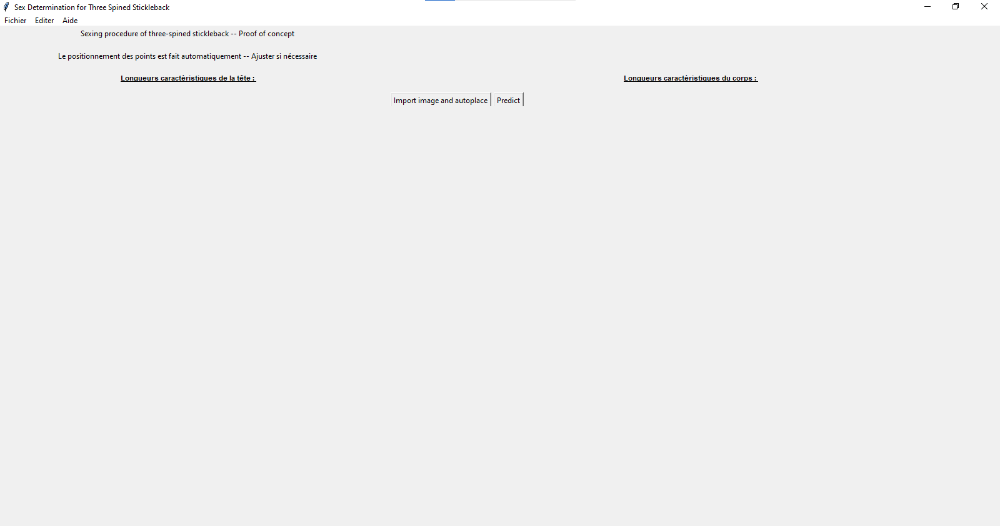 Sex Determination for Three Spined Stickleback
Fichier Editer Aide
Sexing procedure of three-spined stickleback -- Proof of concept
Le positionnement des points est fait automatiquement -- Ajuster si nécessaire
Longueurs caractéristiques de la tête :
Longueurs caractéristiques du corps :
Import image and autoplace Predict